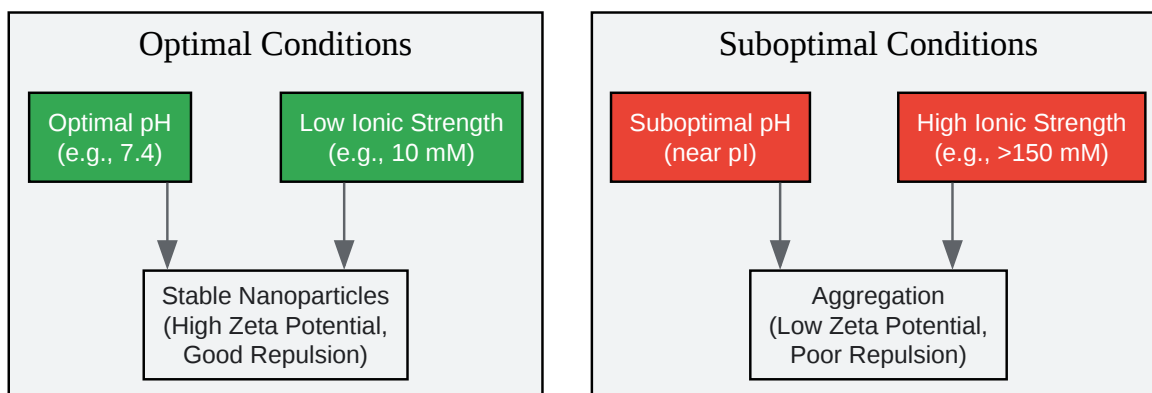 Optimal Conditions
Optimal pH
(e.g., 7.4)
Low Ionic Strength
(e.g., 10 mM)
Stable Nanoparticles
(High Zeta Potential,
Good Repulsion)
Suboptimal Conditions
Suboptimal pH
(near pI)
High Ionic Strength
(e.g., >150 mM)
Aggregation
(Low Zeta Potential,
Poor Repulsion)